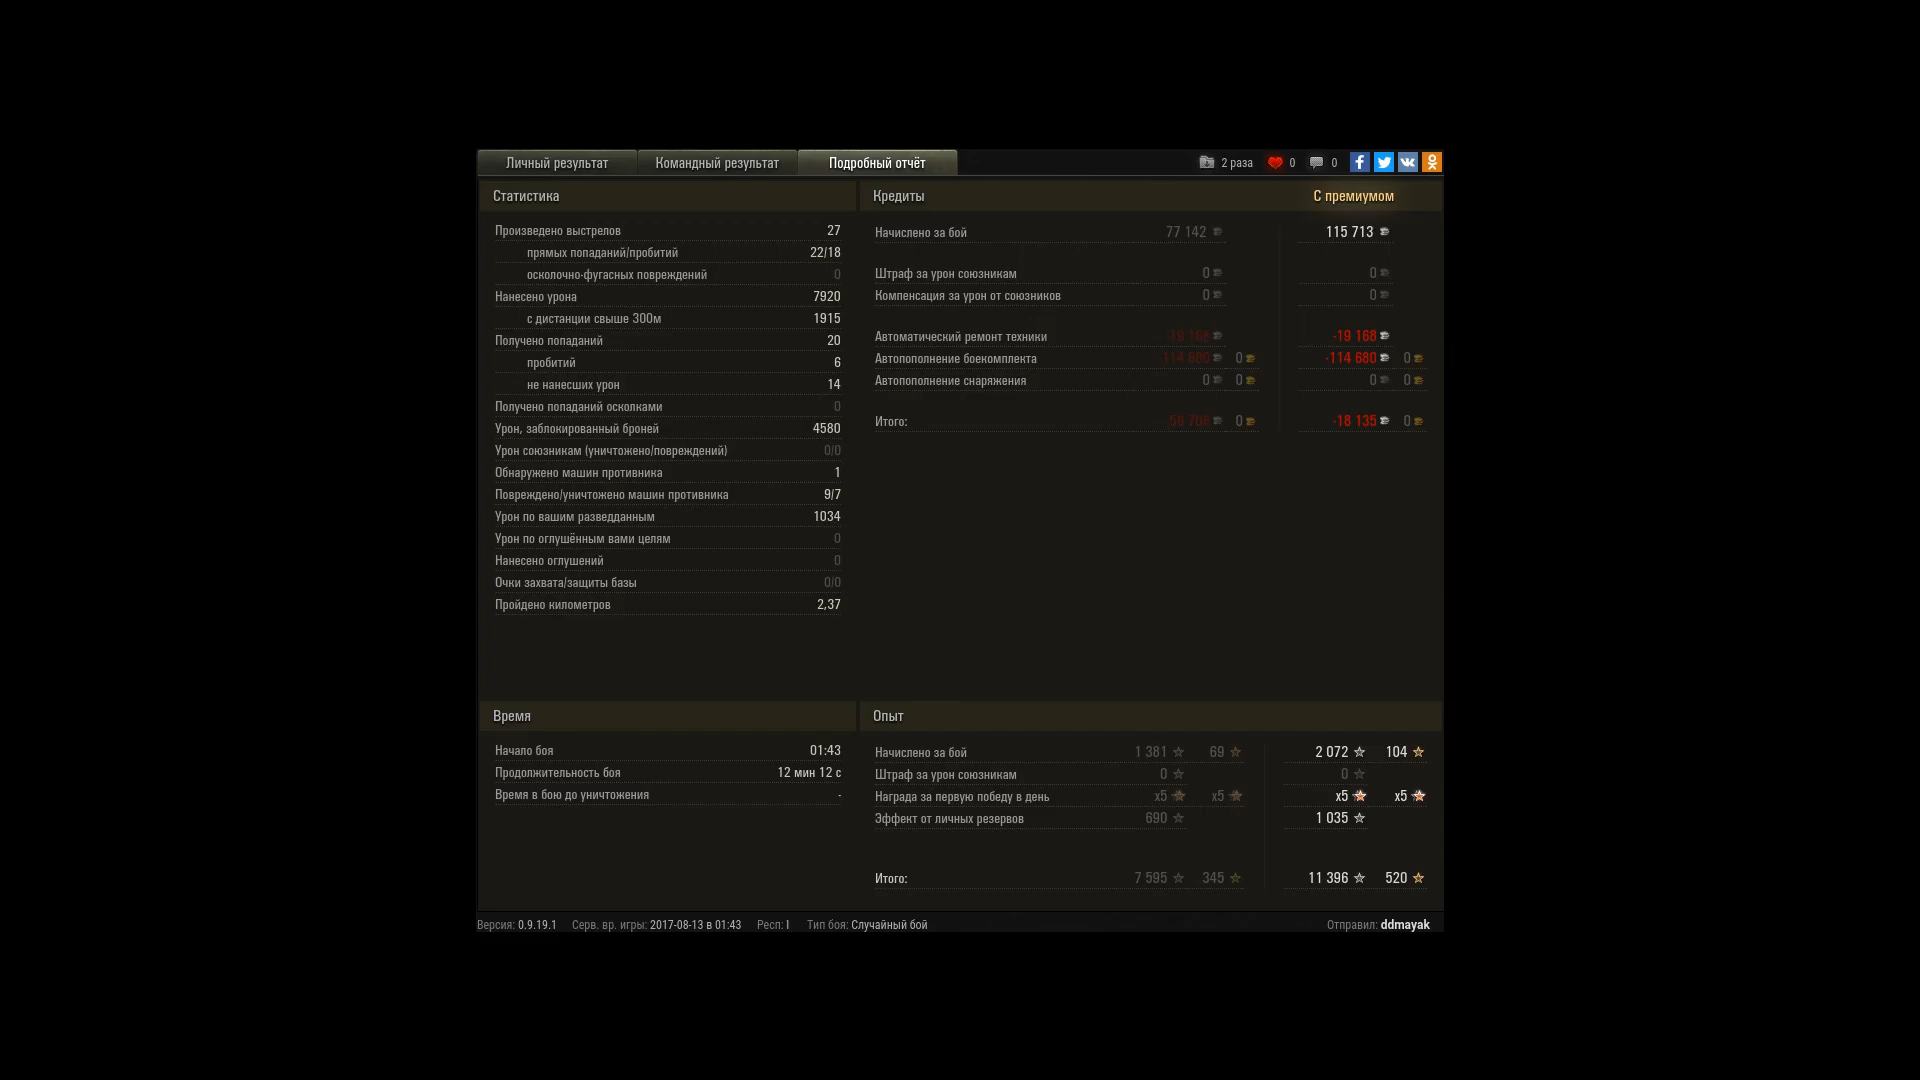 Личный результат Командный результат Подробный отчёт 2 раза 0 0
Статистика
Произведено выстрелов 27
прямых попаданий/пробитий 22/18
осколочно-фугасных повреждений 0
Нанесено урона 7920
с дистанции свыше 300м 1915
Получено попаданий 20
пробитий 6
не нанесших урон 14
Получено попаданий осколками 0
Урон, заблокированный броней 4580
Урон союзникам (уничтожено/повреждений) 0/0
Обнаружено машин противника 1
Повреждено/уничтожено машин противника 9/7
Урон по вашим разведданным 1034
Урон по оглушённым вами целям 0
Нанесено оглушений 0
Очки захвата/защиты базы 0/0
Пройдено километров 2,37
Кредиты С премиумом
Начислено за бой 77 142 115 713
Штраф за урон союзникам 0 0
Компенсация за урон от союзников 0 0
Автоматический ремонт техники -19 168 -19 168
Автопополнение боекомплекта -114 680 0 -114 680 0
Автопополнение снаряжения 0 0 0 0
Итого: 0 -18 135 0
Время
Начало боя 01:43
Продолжительность боя 12 мин 12 с
Время в бою до уничтожения -
Опыт
Начислено за бой 1 381 69 2 072 104
Штраф за урон союзникам 0 0
Награда за первую победу в день x5 x5 x5 x5
Эффект от личных резервов 690 1 035
Итого: 7 595 345 11 396 520
Версия: 0.9.19.1 Серв. вр. игры: 2017-08-13 в 01:43 Респ: I Тип боя: Случайный бой Отправил: ddmayak